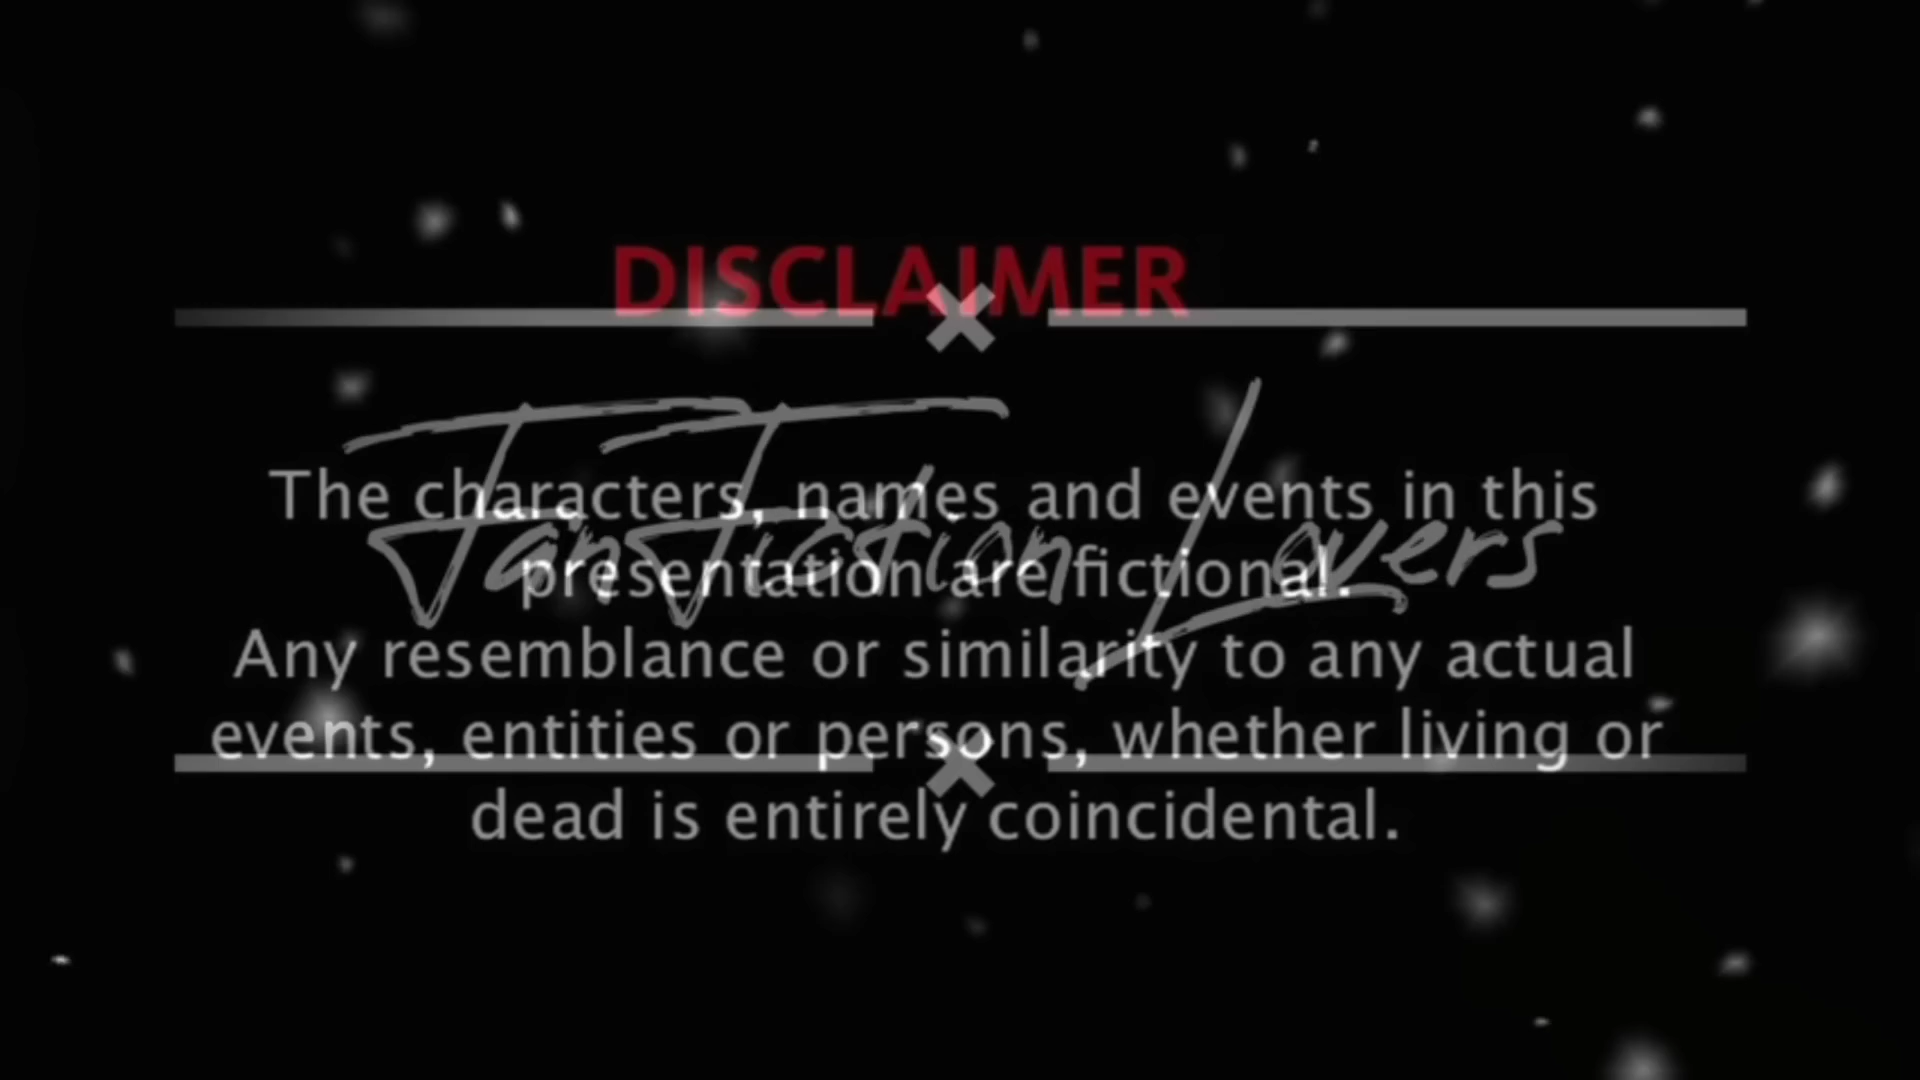 DISCLAIMER
FanFiction Lovers
The characters, names and events in this
presentation are fictional.
Any resemblance or similarity to any actual
events, entities or persons, whether living or
dead is entirely coincidental.